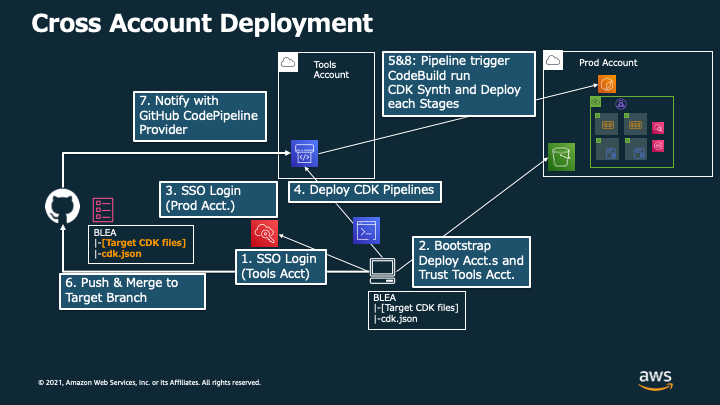 Cross Account Deployment
Tools
Account
5&8: Pipeline trigger
CodeBuild run
CDK Synth and Deploy
each Stages
Prod Account
7. Notify with
GitHub CodePipeline
Provider
3. SSO Login
(Prod Acct.)
4. Deploy CDK Pipelines
BLEA
|-[Target CDK files]
|-cdk.json
1. SSO Login
(Tools Acct)
2. Bootstrap
Deploy Acct.s and
Trust Tools Acct.
6. Push & Merge to
Target Branch
BLEA
|-[Target CDK files]
|-cdk.json
© 2021, Amazon Web Services, Inc. or its Affiliates. All rights reserved.
aws